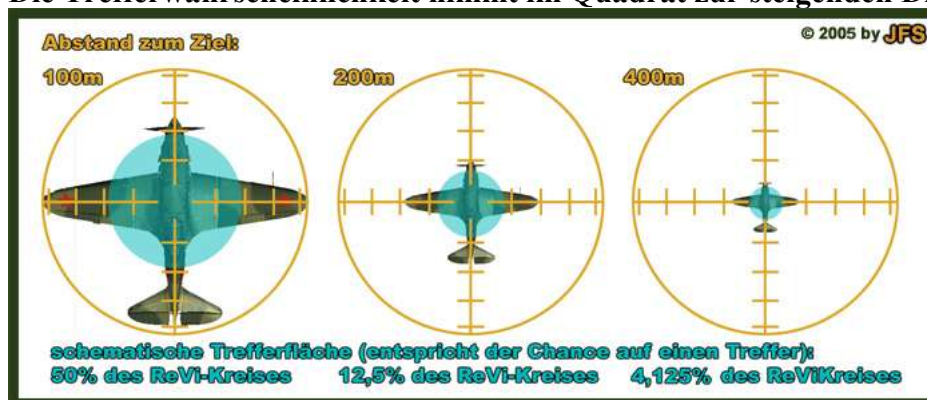 Die Trefferwahrscheinlichkeit nimmt im Quadrat zur steigenden
Abstand zum Ziel:
© 2005 by JFS
100m 200m 400m
schematische Trefferfläche (entspricht der Chance auf einen Treffer):
50% des ReVi-Kreises 12,5% des ReVi-Kreises 4,125% des ReViKreises